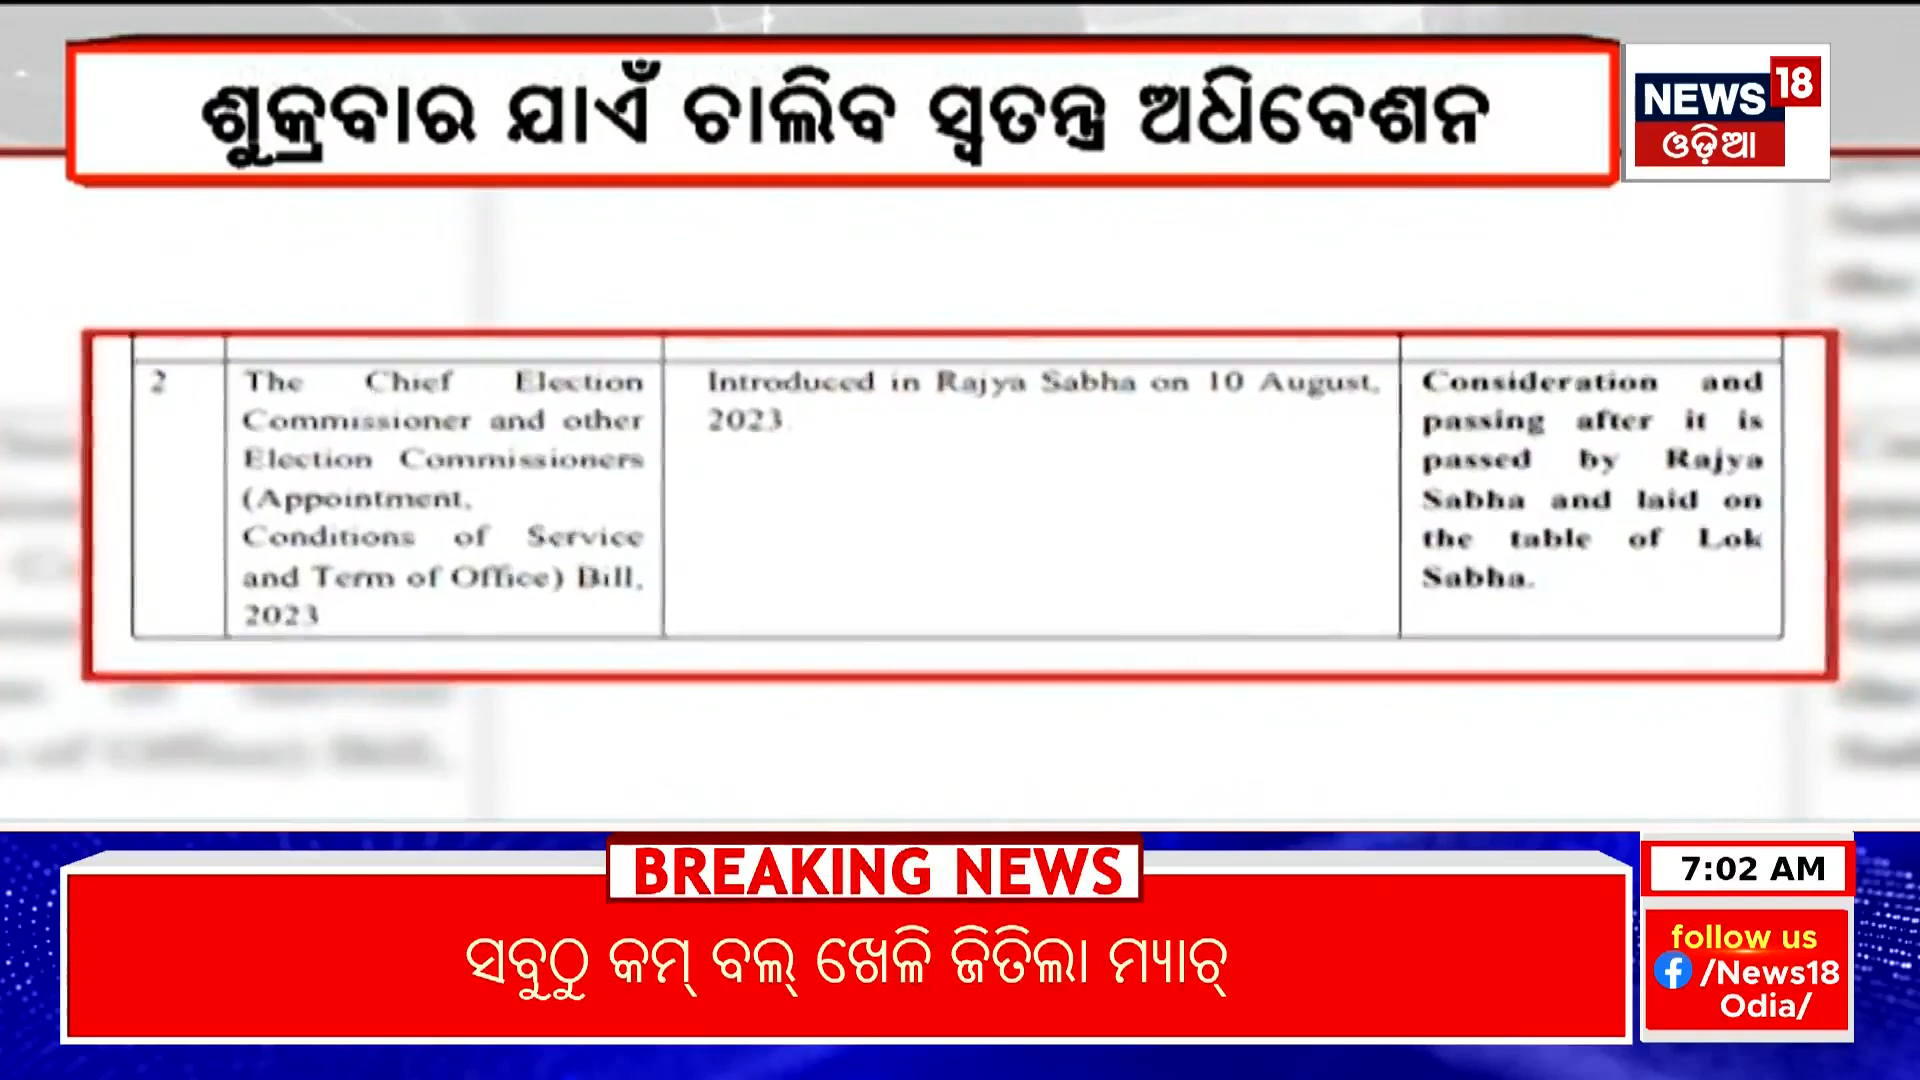 ଶୁକ୍ରବାର ଯାଏଁ ଚାଲିବ ସ୍ୱତନ୍ତ୍ର ଅଧିବେଶନ
NEWS 18
ଓଡ଼ିଆ
2
The Chief Election
Commissioner and other
Election Commissioners
(Appointment,
Conditions of Service
and Term of Office) Bill,
2023
Introduced in Rajya Sabha on 10 August,
2023.
Consideration and
passing after it is
passed by Rajya
Sabha and laid on
the table of Lok
Sabha.
BREAKING NEWS
ସବୁଠୁ କମ୍ ବଲ୍ ଖେଳି ଜିତିଲା ମ୍ୟାଚ୍
7:02 AM
follow us
/News18
Odia/